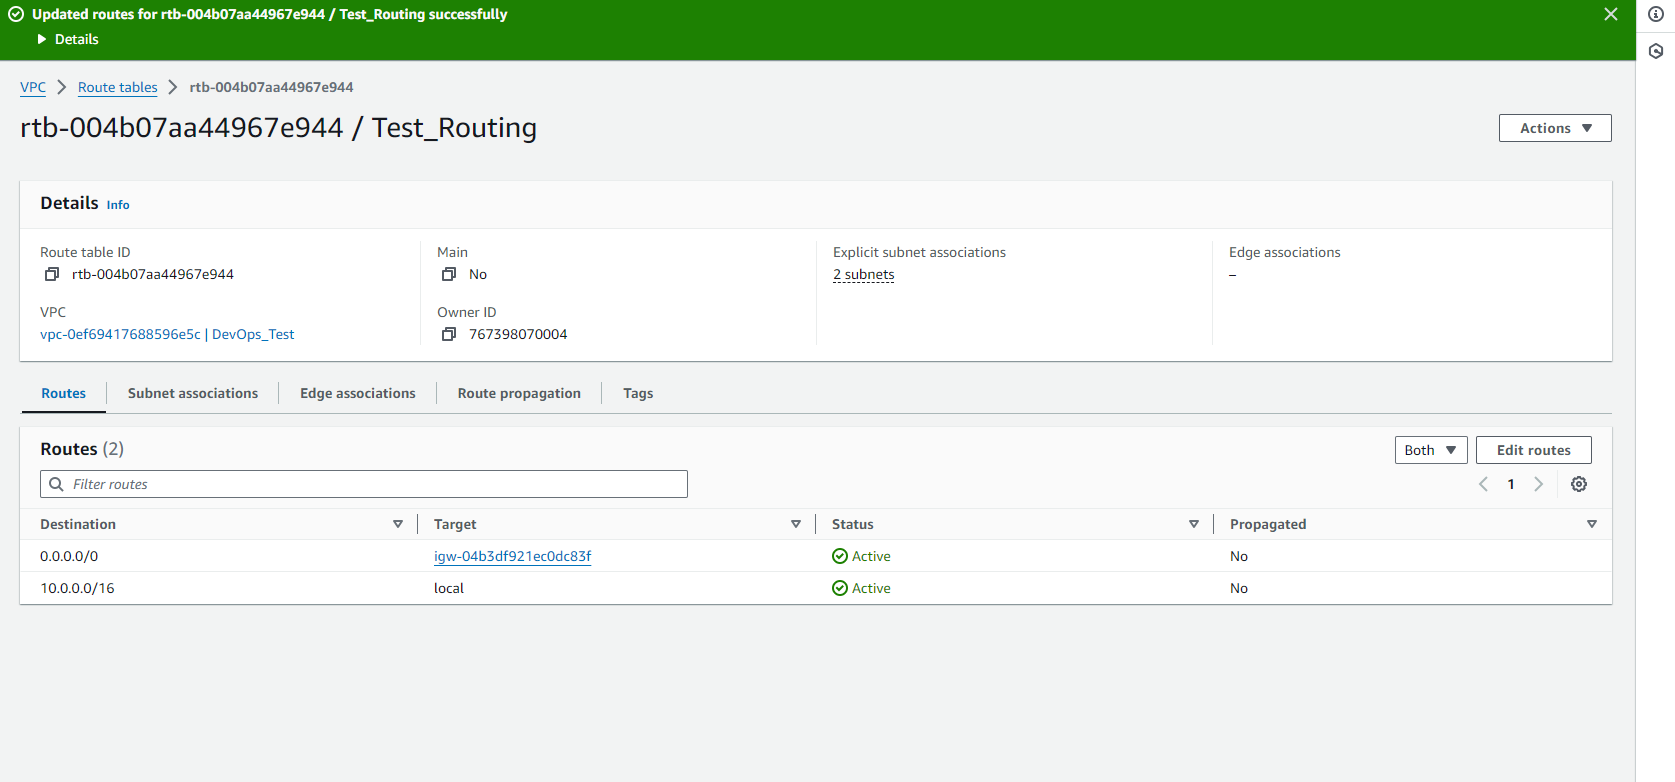 Updated routes for rtb-004b07aa44967e944 / Test_Routing successfully
Details
VPC > Route tables > rtb-004b07aa44967e944
rtb-004b07aa44967e944 / Test_Routing
Actions
Details Info
Route table ID
rtb-004b07aa44967e944
Main
No
Explicit subnet associations
2 subnets
Edge associations
–
VPC
vpc-0ef69417688596e5c | DevOps_Test
Owner ID
767398070004
Routes Subnet associations Edge associations Route propagation Tags
Routes (2)
Both
Edit routes
Filter routes
1
Destination Target Status Propagated
0.0.0.0/0 igw-04b3df921ec0dc83f Active No
10.0.0.0/16 local Active No